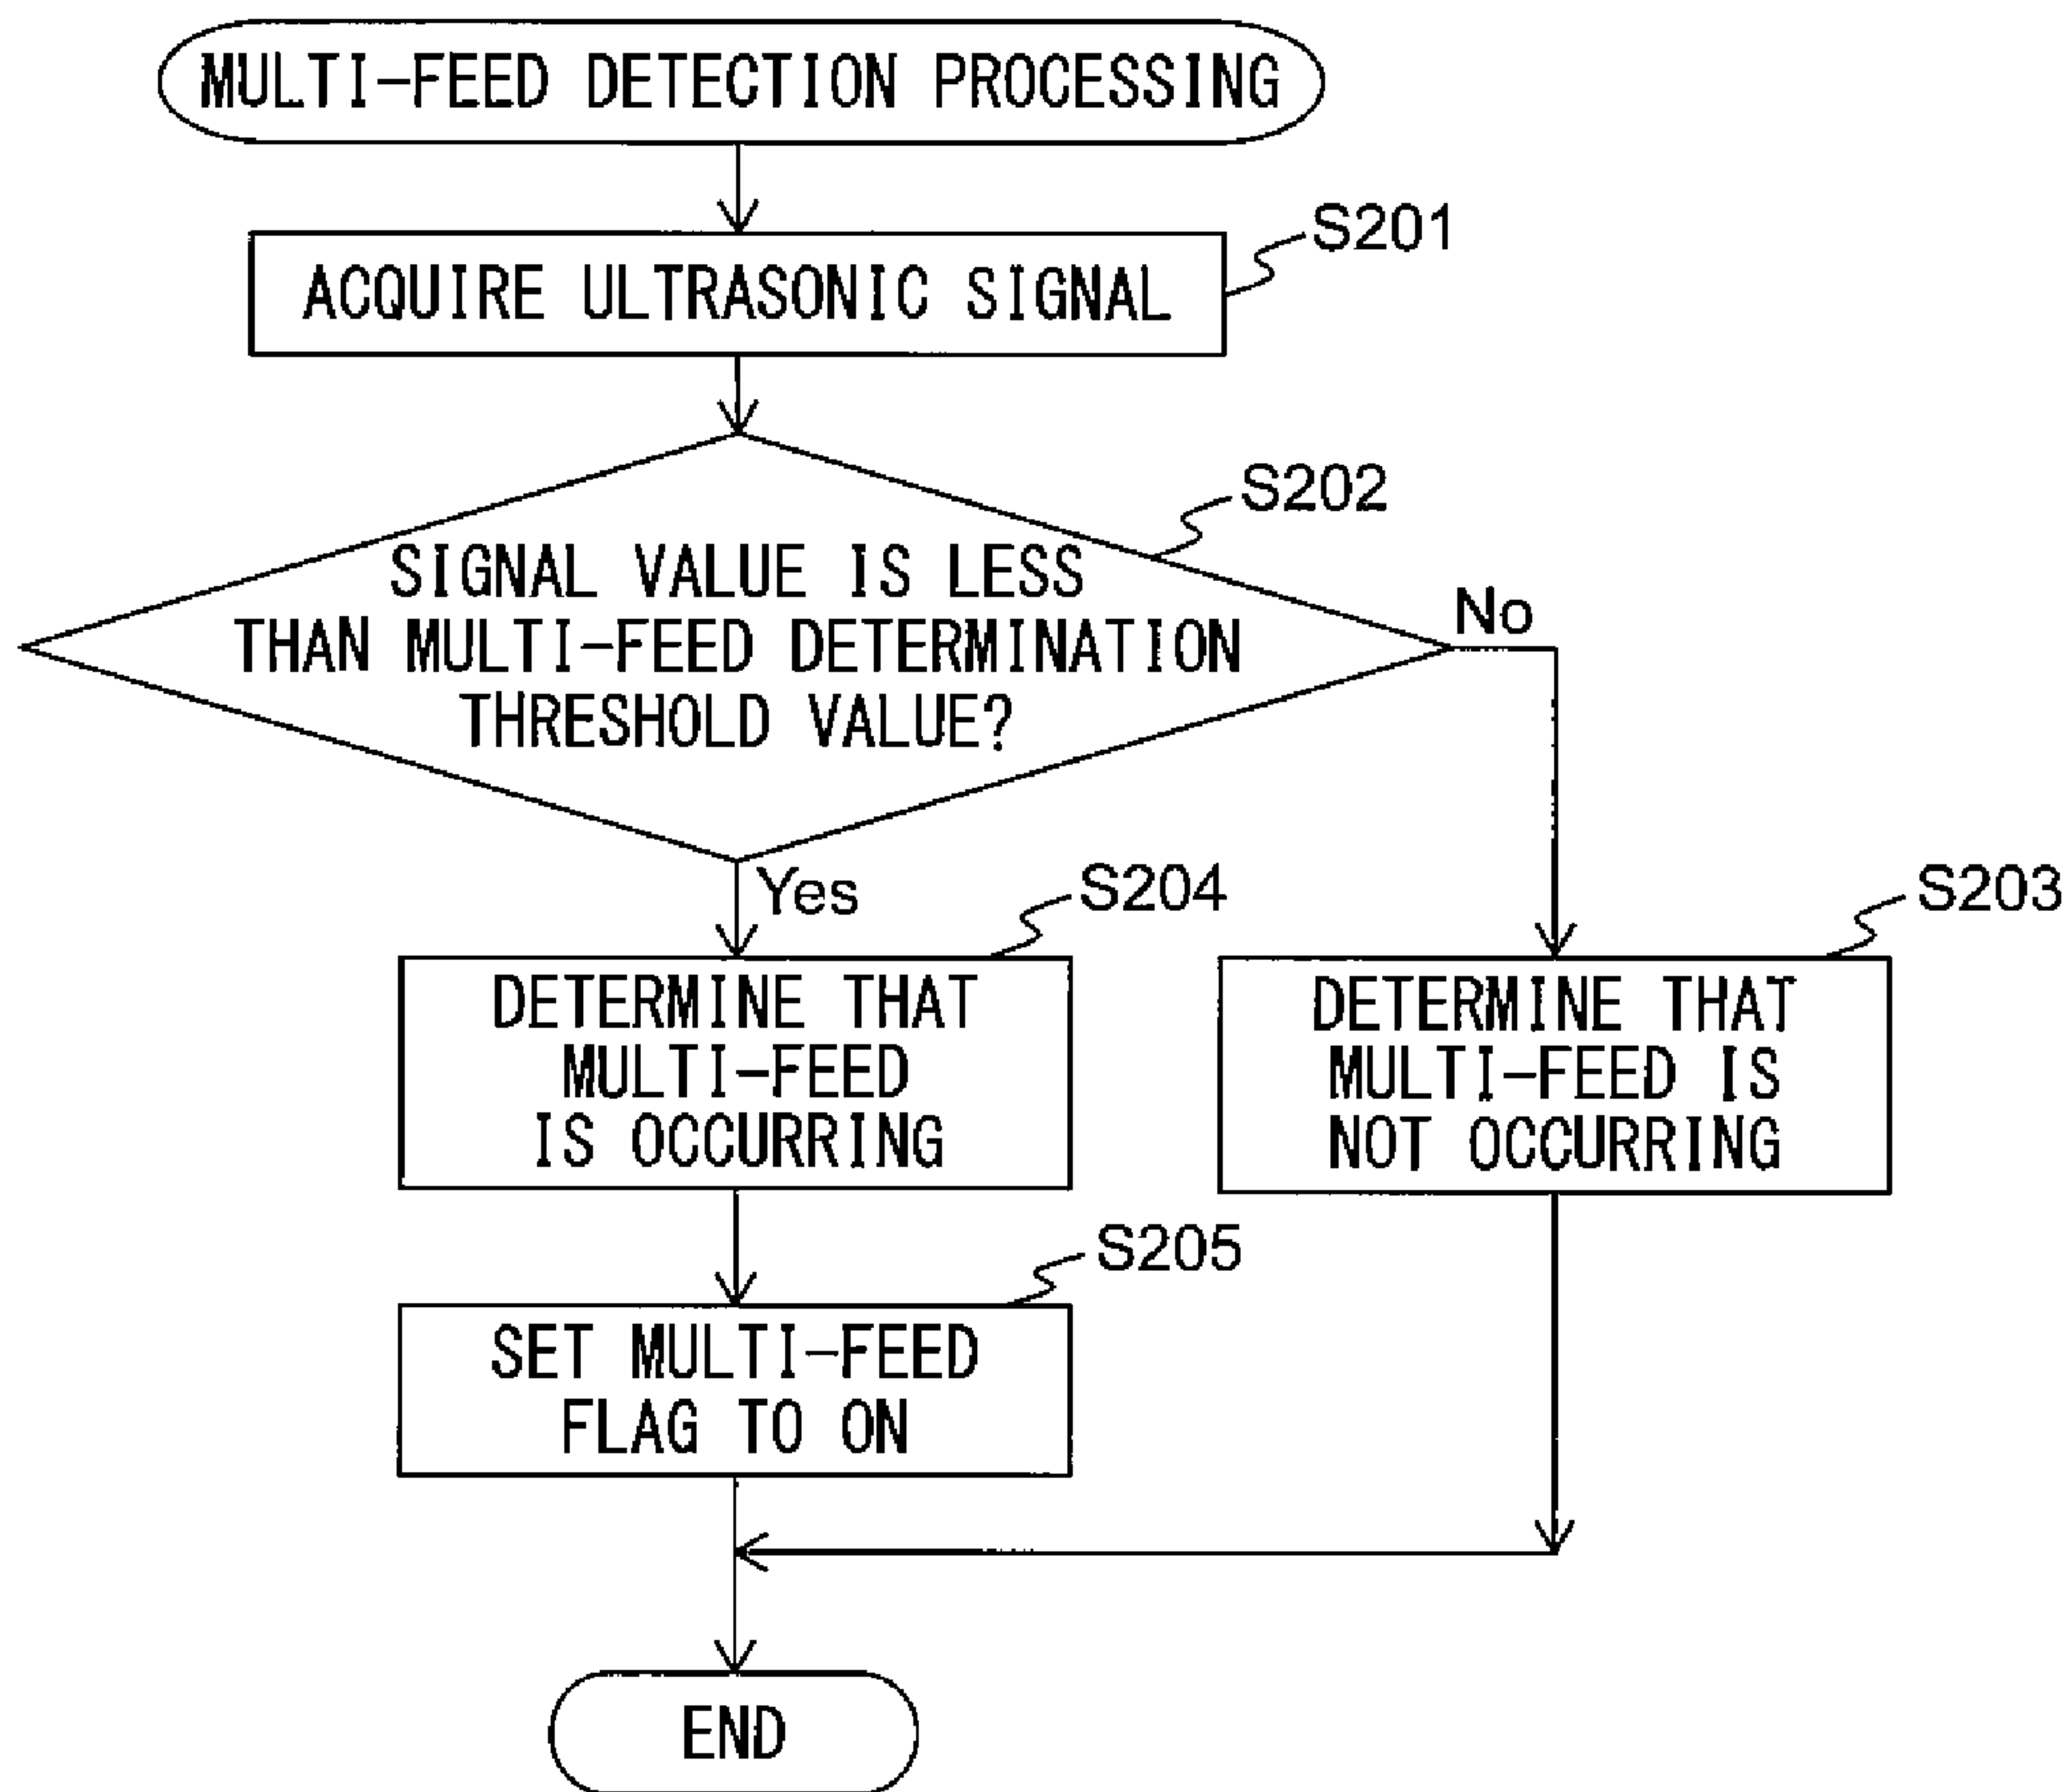 MULTI-FEED DETECTION PROCESSING
S201
ACQUIRE ULTRASONIC SIGNAL
S202
SIGNAL VALUE IS LESS
THAN MULTI-FEED DETERMINATION
THRESHOLD VALUE?
No
Yes
S204
DETERMINE THAT
MULTI-FEED
IS OCCURRING
S203
DETERMINE THAT
MULTI-FEED IS
NOT OCCURRING
S205
SET MULTI-FEED
FLAG TO ON
END